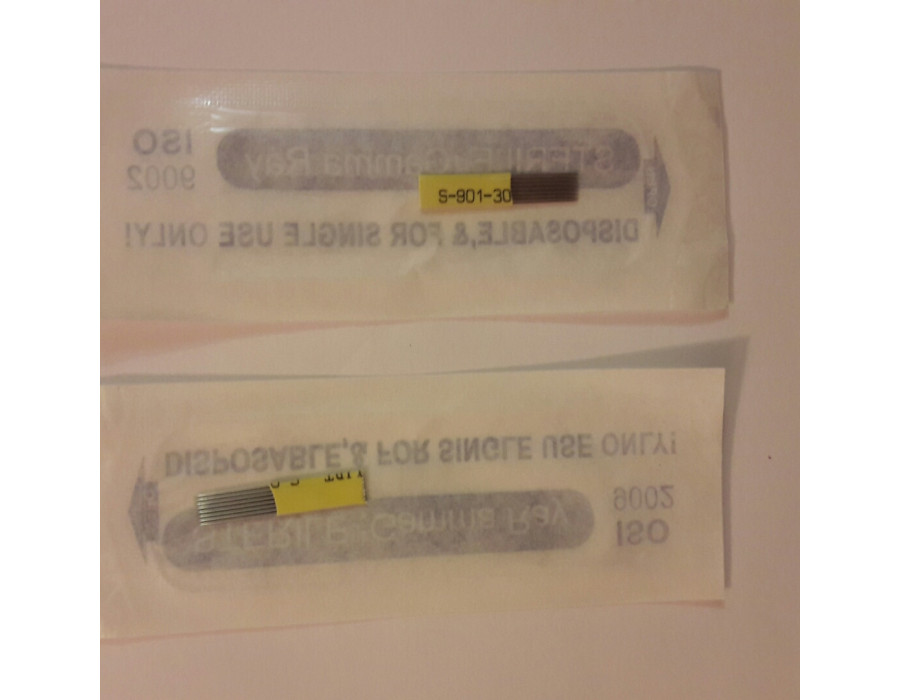 ISO
9002
STERILE/Gamma Ray
DISPOSABLE,& FOR SINGLE USE ONLY!
S-901-30
DISPOSABLE,& FOR SINGLE USE ONLY!
STERILE/Gamma Ray
9002
ISO